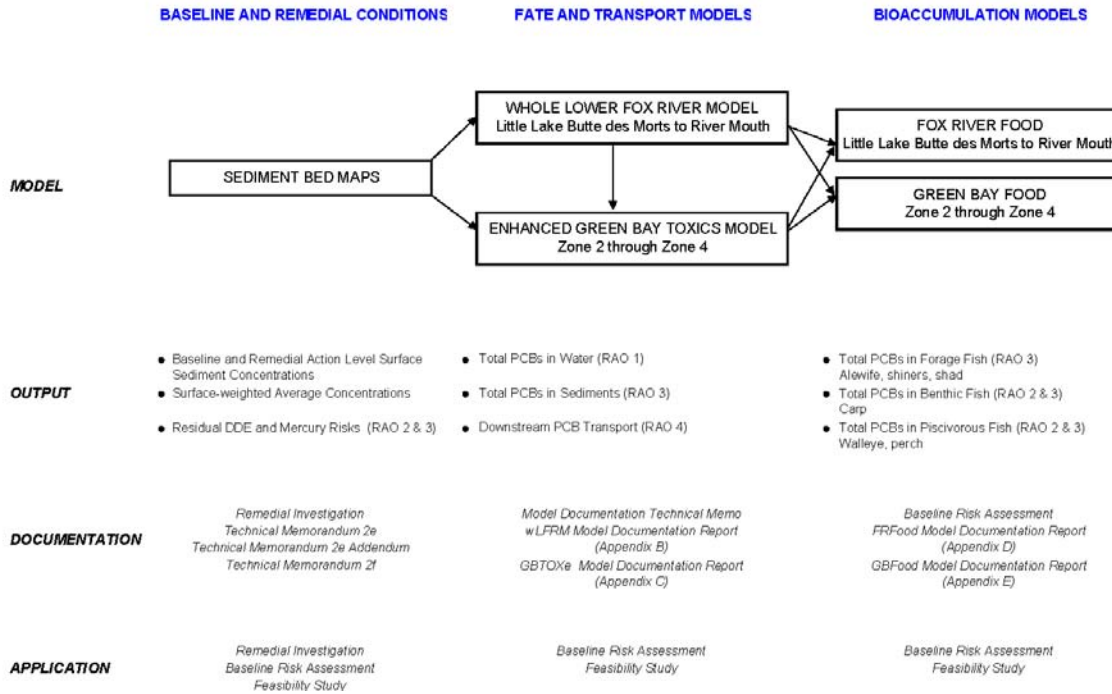 BASELINE AND REMEDIAL CONDITIONS
FATE AND TRANSPORT MODELS
BIOACCUMULATION MODELS
MODEL
SEDIMENT BED MAPS
WHOLE LOWER FOX RIVER MODEL
Little Lake Butte des Morts to River Mouth
ENHANCED GREEN BAY TOXICS MODEL
Zone 2 through Zone 4
FOX RIVER FOOD
Little Lake Butte des Morts to River Mouth
GREEN BAY FOOD
Zone 2 through Zone 4
OUTPUT
● Baseline and Remedial Action Level Surface
Sediment Concentrations
● Surface-weighted Average Concentrations
● Residual DDE and Mercury Risks (RAO 2 & 3)
● Total PCBs in Water (RAO 1)
● Total PCBs in Sediments (RAO 3)
● Downstream PCB Transport (RAO 4)
● Total PCBs in Forage Fish (RAO 3)
Alewife, shiners, shad
● Total PCBs in Benthic Fish (RAO 2 & 3)
Carp
● Total PCBs in Piscivorous Fish (RAO 2 & 3)
Walleye, perch
DOCUMENTATION
Remedial Investigation
Technical Memorandum 2e
Technical Memorandum 2e Addendum
Technical Memorandum 2f
Model Documentation Technical Memo
wLFRM Model Documentation Report
(Appendix B)
GBTOXe Model Documentation Report
(Appendix C)
Baseline Risk Assessment
FRFood Model Documentation Report
(Appendix D)
GBFood Model Documentation Report
(Appendix E)
APPLICATION
Remedial Investigation
Baseline Risk Assessment
Feasibility Study
Baseline Risk Assessment
Feasibility Study
Baseline Risk Assessment
Feasibility Study